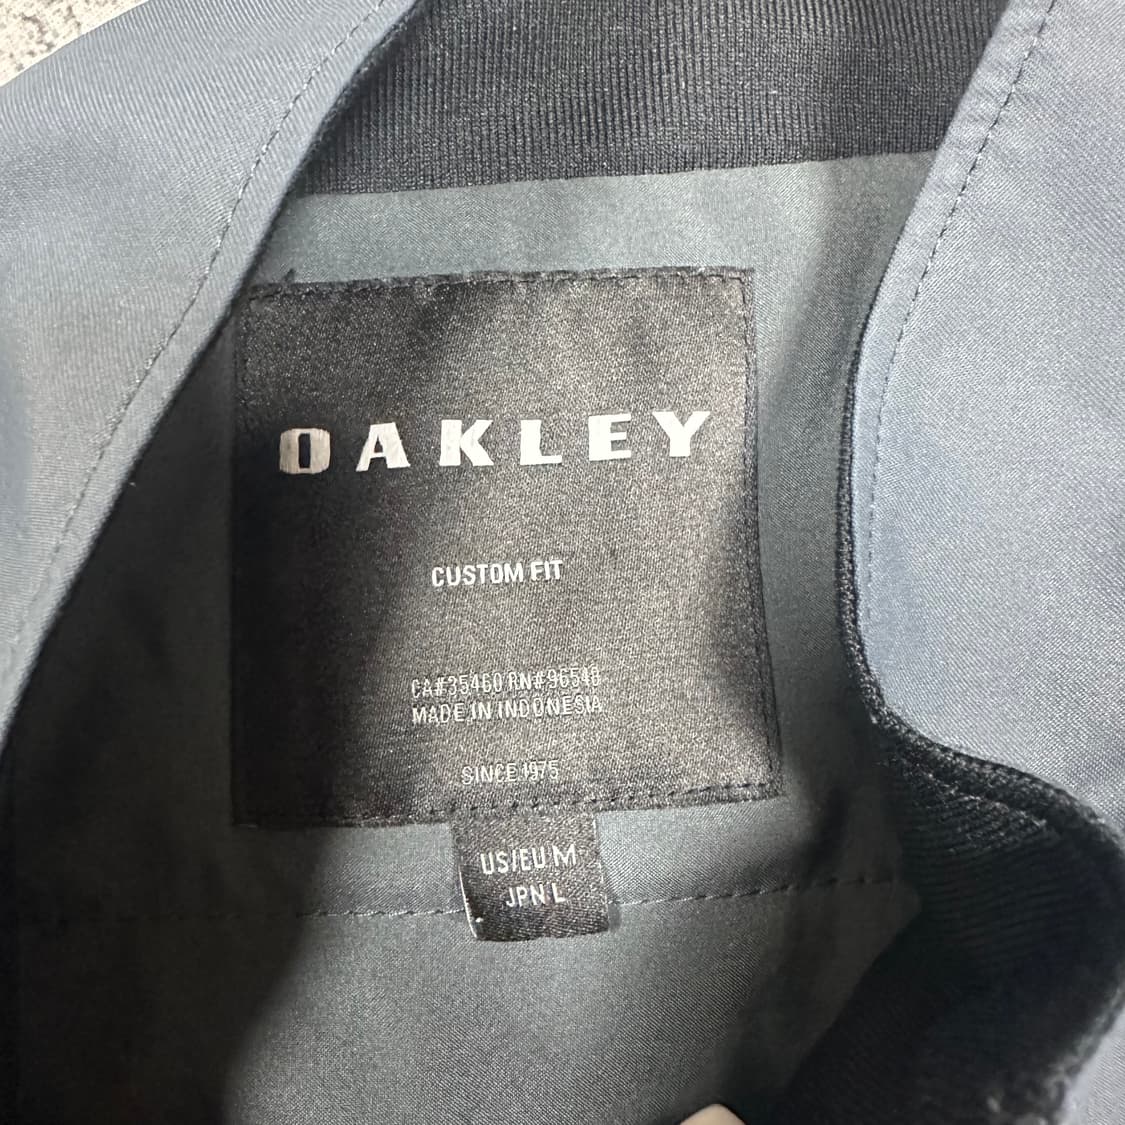 OAKLEY
CUSTOM FIT
CA#35460 RN#96548
MADE IN INDONESIA
SINCE 1975
US/EU M
JPN L